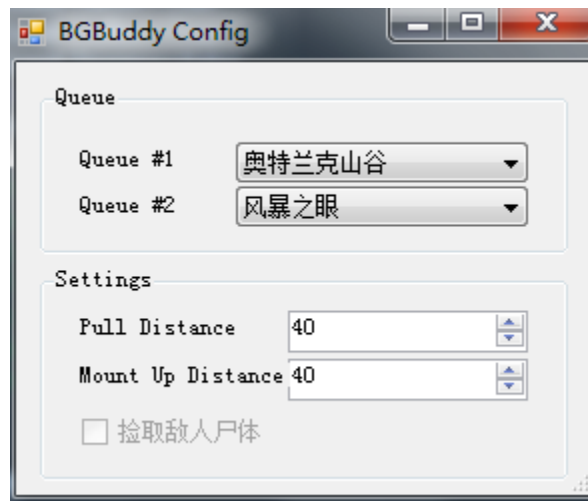 BGBuddy Config
Queue
Queue #1 奥特兰克山谷
Queue #2 风暴之眼
Settings
Pull Distance 40
Mount Up Distance 40
捡取敌人尸体